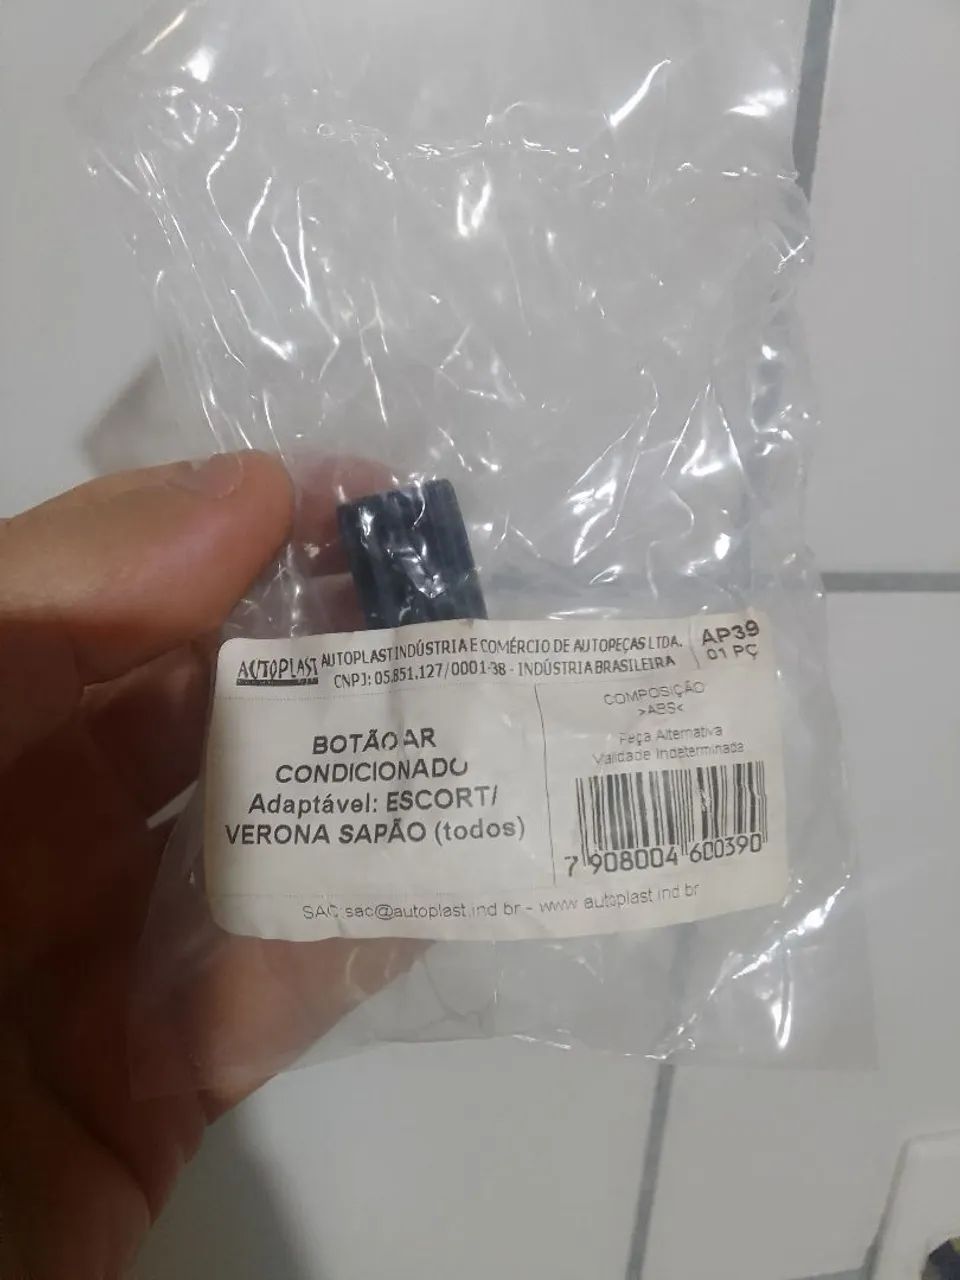 AUTOPLAST AUTOPLAST INDÚSTRIA E COMÉRCIO DE AUTOPEÇAS LTDA.
CNPJ: 05.851.127/0001-38 - INDÚSTRIA BRASILEIRA
AP39
01 PÇ
BOTÃO AR
CONDICIONADO
Adaptável: ESCORT/
VERONA SAPÃO (todos)
COMPOSIÇÃO
>ABS<
Peça Alternativa
Validade Indeterminada
7 908004 600390
SAC: sac@autoplast.ind.br - www.autoplast.ind.br